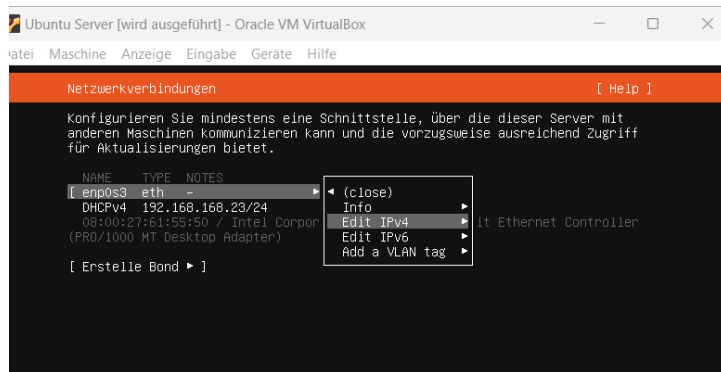 Ubuntu Server [wird ausgeführt] - Oracle VM VirtualBox
Datei Maschine Anzeige Eingabe Geräte Hilfe
Netzwerkverbindungen [ Help ]
Konfigurieren Sie mindestens eine Schnittstelle, über die dieser Server mit
anderen Maschinen kommunizieren kann und die vorzugsweise ausreichend Zugriff
für Aktualisierungen bietet.
NAME TYPE NOTES
[ enp0s3 eth - ▸ ◂ (close)
DHCPv4 192.168.168.23/24 Info ▸
08:00:27:61:55:50 / Intel Corpor Edit IPv4 ▸ it Ethernet Controller
(PRO/1000 MT Desktop Adapter) Edit IPv6 ▸
Add a VLAN tag ▸
[ Erstelle Bond ▸ ]